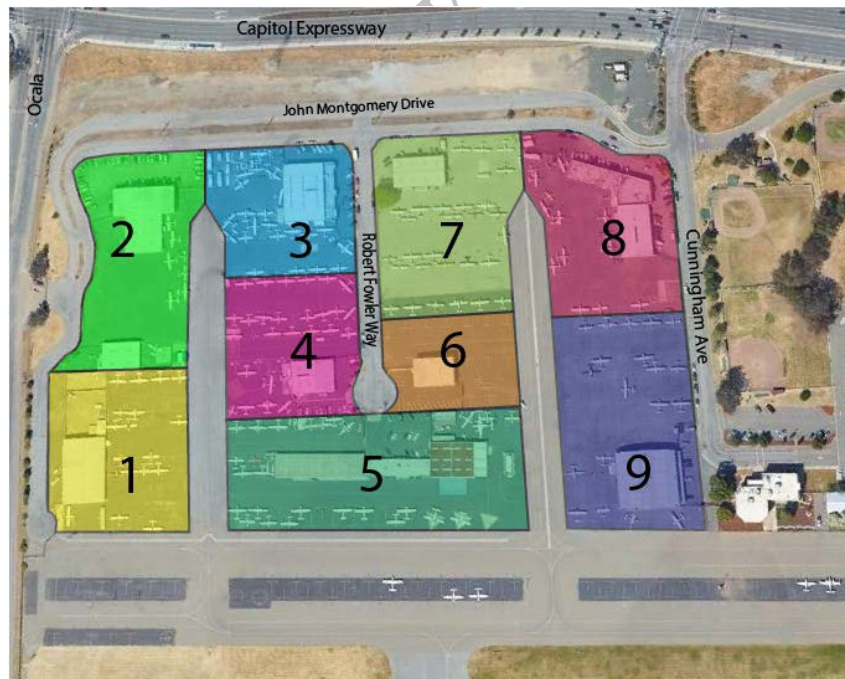 Capitol Expressway
Ocala
John Montgomery Drive
2
3
7
8
Robert Fowler Way
Cunningham Ave
4
6
1
5
9